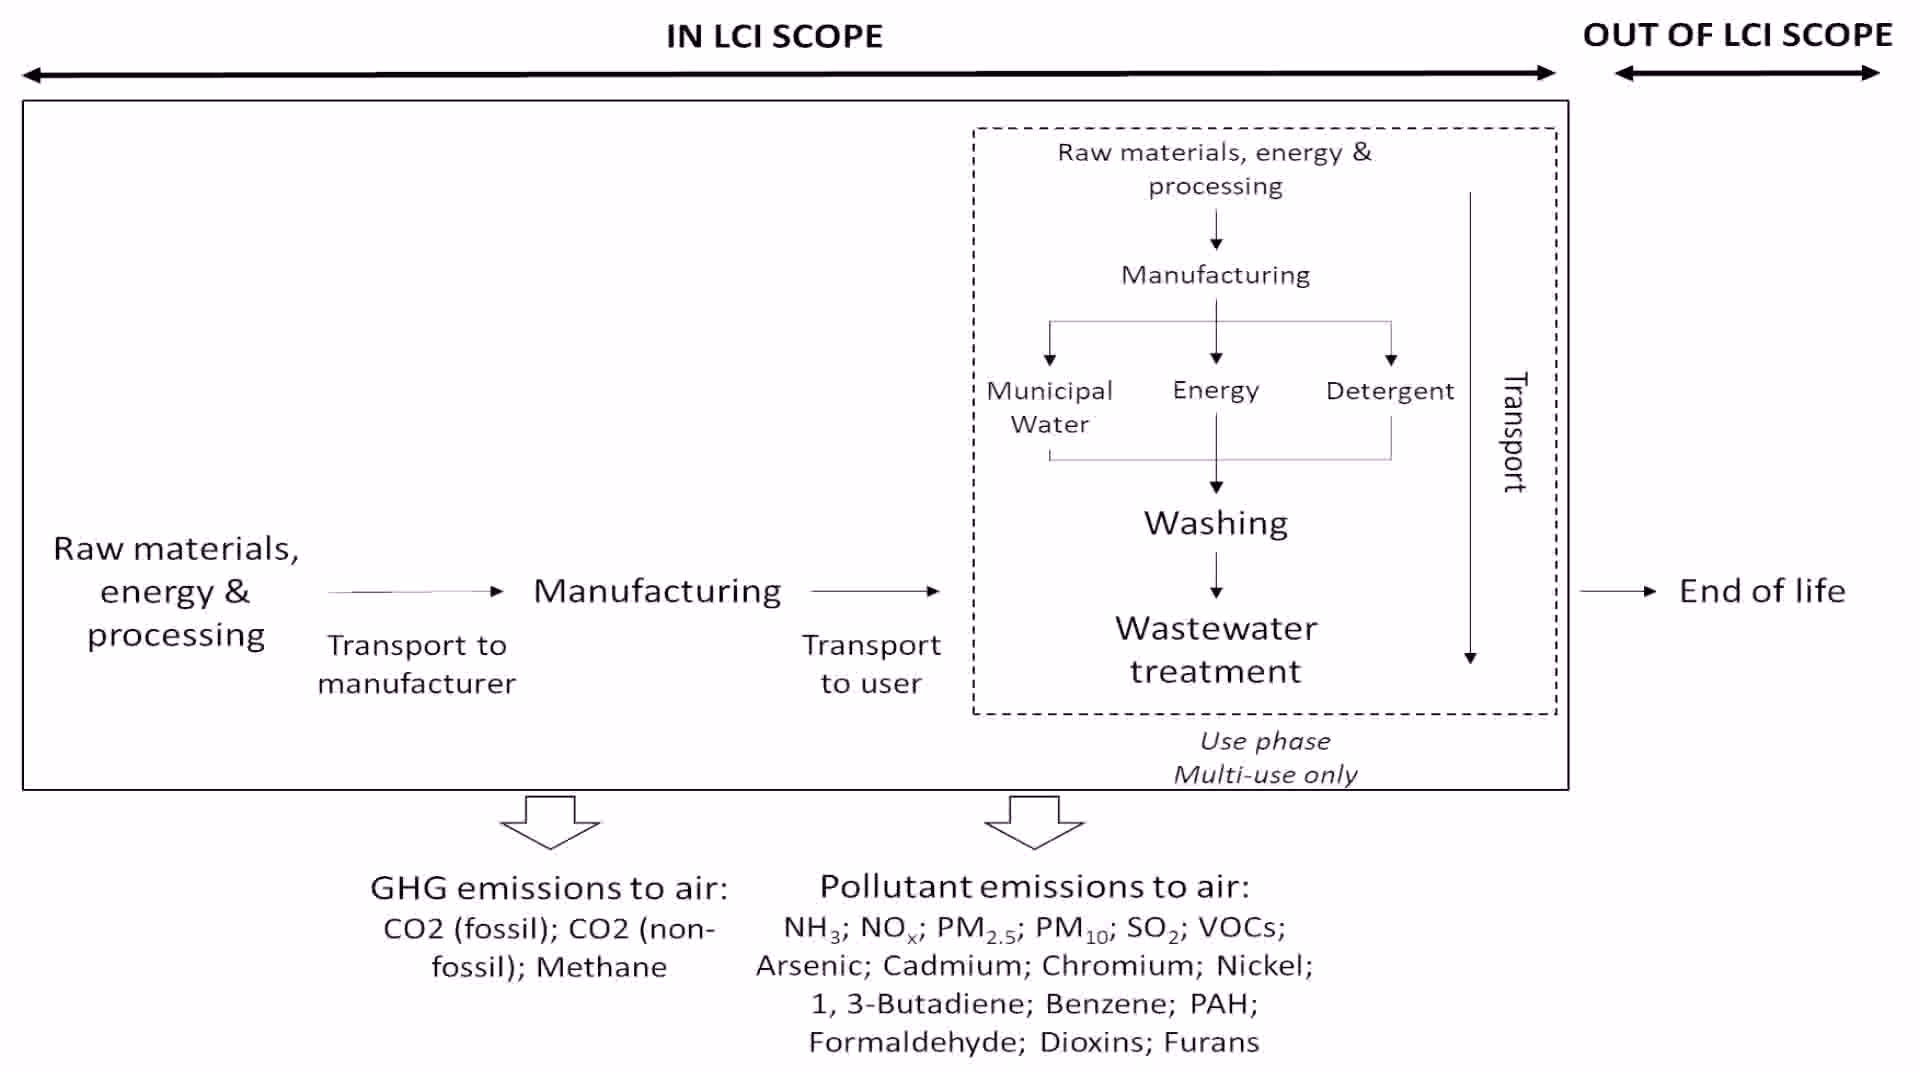 IN LCI SCOPE
OUT OF LCI SCOPE
Raw materials, energy &
processing
Manufacturing
Municipal
Water
Energy
Detergent
Transport
Washing
Wastewater
treatment
Use phase
Multi-use only
Raw materials,
energy &
processing
Transport to
manufacturer
Manufacturing
Transport
to user
End of life
GHG emissions to air:
CO2 (fossil); CO2 (non-
fossil); Methane
Pollutant emissions to air:
NH₃; NOₓ; PM₂.₅; PM₁₀; SO₂; VOCs;
Arsenic; Cadmium; Chromium; Nickel;
1, 3-Butadiene; Benzene; PAH;
Formaldehyde; Dioxins; Furans